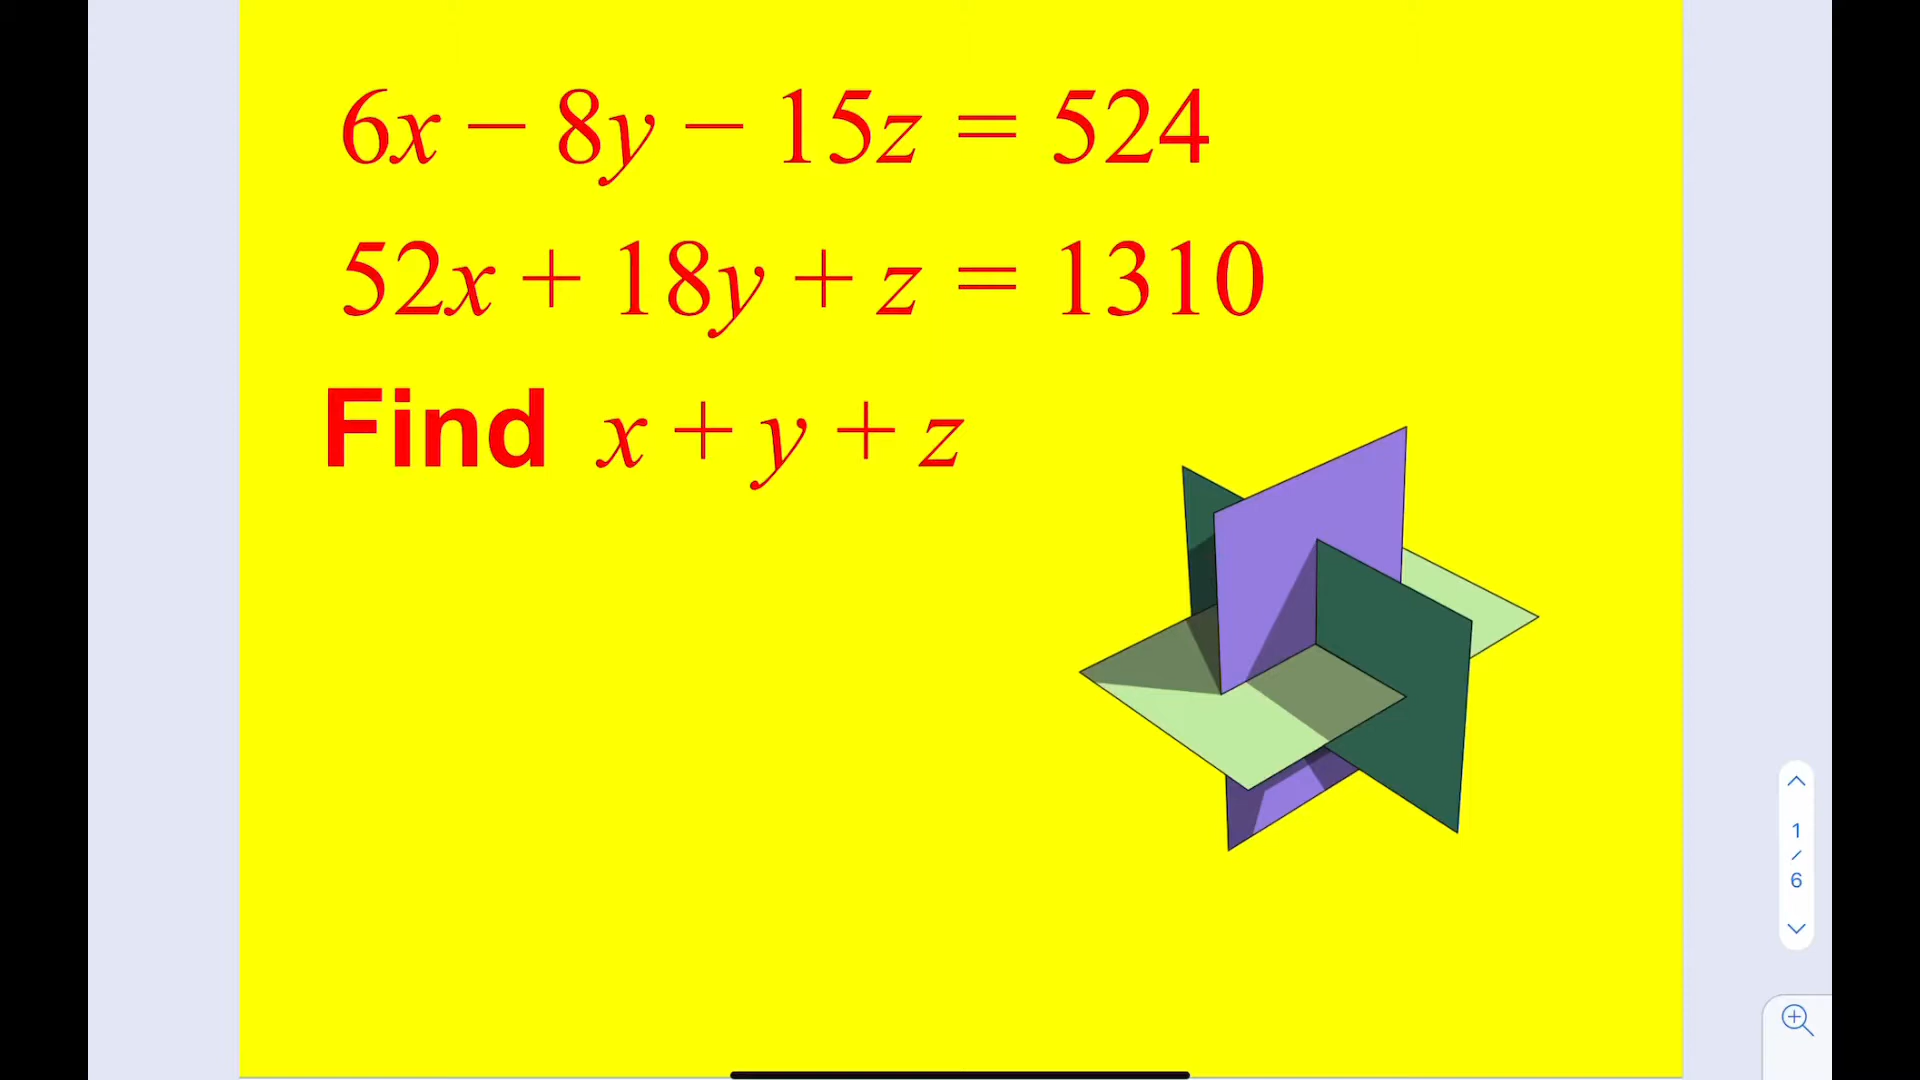 6x − 8y − 15z = 524
52x + 18y + z = 1310
Find x + y + z
1
/
6